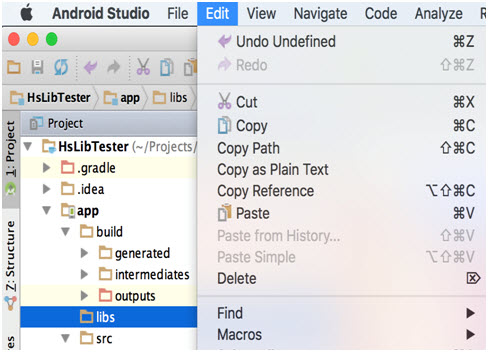 Android Studio File Edit View Navigate Code Analyze
Undo Undefined ⌘Z
Redo ⇧⌘Z
Cut ⌘X
Copy ⌘C
Copy Path ⇧⌘C
Copy as Plain Text
Copy Reference ⌥⇧⌘C
Paste ⌘V
Paste from History... ⇧⌘V
Paste Simple ⌥⇧⌘V
Delete ⌦
Find
Macros
HsLibTester app libs
Project
1: Project
Z: Structure
HsLibTester (~/Projects/
.gradle
.idea
app
build
generated
intermediates
outputs
libs
src